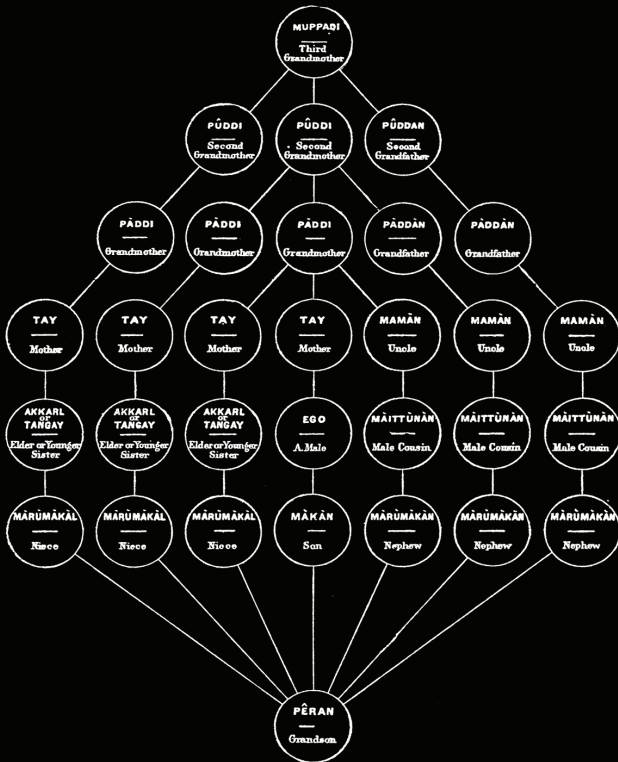 MUPPADI
Third
Grandmother
PÛDDI
Second
Grandmother
PÛDDI
Second
Grandmother
PÛDDAN
Second
Grandfather
PÀDDI
Grandmother
PÀDDI
Grandmother
PÀDDI
Grandmother
PÀDDÀN
Grandfather
PÀDDÀN
Grandfather
TAY
Mother
TAY
Mother
TAY
Mother
TAY
Mother
MAMÀN
Uncle
MAMÀN
Uncle
MAMÀN
Uncle
AKKARL
or
TANGAY
Elder or Younger
Sister
AKKARL
or
TANGAY
Elder or Younger
Sister
AKKARL
or
TANGAY
Elder or Younger
Sister
EGO
A. Male
MÀITTÙNÀN
Male Cousin
MÀITTÙNÀN
Male Cousin
MÀITTÙNÀN
Male Cousin
MÀRÙMÀKÀL
Niece
MÀRÙMÀKÀL
Niece
MÀRÙMÀKÀL
Niece
MÀKÀN
Son
MÀRÙMÀKÀN
Nephew
MÀRÙMÀKÀN
Nephew
MÀRÙMÀKÀN
Nephew
PÊRAN
Grandson